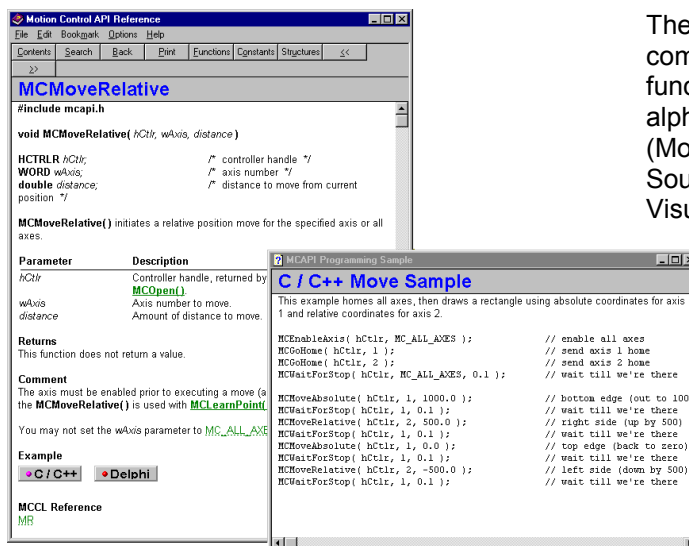 Motion Control API Reference
File Edit Bookmark Options Help
Contents Search Back Print Functions Constants Structures <<
>>
MCMoveRelative
#include mcapi.h
void MCMoveRelative( hCtlr, wAxis, distance )
HCTRLR hCtlr; /* controller handle */
WORD wAxis; /* axis number */
double distance; /* distance to move from current
position */
MCMoveRelative( ) initiates a relative position move for the specified axis or all
axes.
Parameter Description
hCtlr Controller handle, returned by
MCOpen( ).
wAxis Axis number to move.
distance Amount of distance to move.
Returns
This function does not return a value.
Comment
The axis must be enabled prior to executing a move (a
the MCMoveRelative( ) is used with MCLearnPoint(
You may not set the wAxis parameter to MC_ALL_AXE
Example
C / C++ Delphi
MCCL Reference
MR
MCAPI Programming Sample
C / C++ Move Sample
This example homes all axes, then draws a rectangle using absolute coordinates for axis
1 and relative coordinates for axis 2.
MCEnableAxis( hCtlr, MC_ALL_AXES ); // enable all axes
MCGoHome( hCtlr, 1 ); // send axis 1 home
MCGoHome( hCtlr, 2 ); // send axis 2 home
MCWaitForStop( hCtlr, MC_ALL_AXES, 0.1 ); // wait till we're there
MCMoveAbsolute( hCtlr, 1, 1000.0 ); // bottom edge (out to 100
MCWaitForStop( hCtlr, 1, 0.1 ); // wait till we're there
MCMoveRelative( hCtlr, 2, 500.0 ); // right side (up by 500)
MCWaitForStop( hCtlr, 1, 0.1 ); // wait till we're there
MCMoveAbsolute( hCtlr, 1, 0.0 ); // top edge (back to zero)
MCWaitForStop( hCtlr, 1, 0.1 ); // wait till we're there
MCMoveRelative( hCtlr, 2, -500.0 ); // left side (down by 500)
MCWaitForStop( hCtlr, 1, 0.1 ); // wait till we're there
The
com
func
alph
(Mo
Sou
Visu